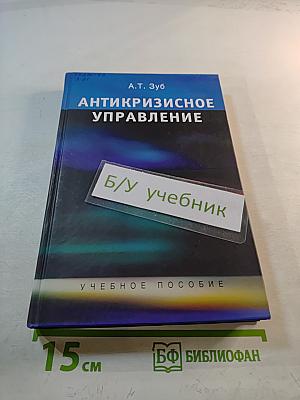 А.Т. Зуб
АНТИКРИЗИСНОЕ
УПРАВЛЕНИЕ
Б/У учебник
УЧЕБНОЕ ПОСОБИЕ
15 см
БФ БИБЛИОФАН